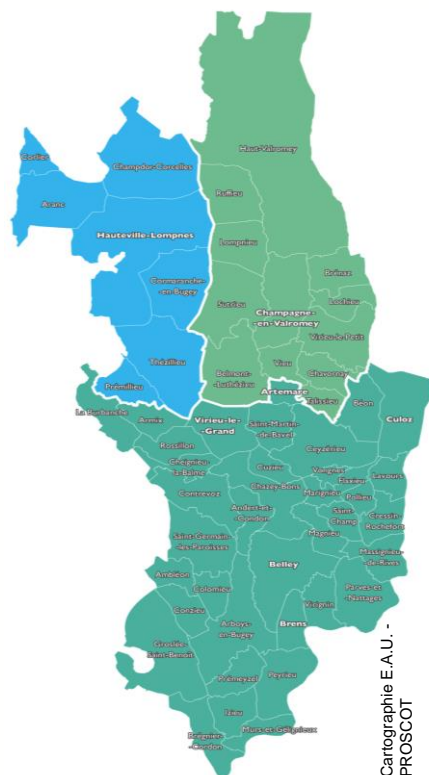 Haut-Valromey
Corlier
Champdor-Corcelles
Ruffieu
Aranc
Hauteville-Lompnes
Lompnieu
Brénaz
Cormaranche-
en-Bugey
Lochieu
Sutrieu
Champagne-
-en-Valromey
Virieu-le-Petit
Thézillieu
Vieu
Belmont-
-Luthézieu
Chavornay
Prémillieu
Artemare
Talissieu
Béon
La Burbanche
Armix
Virieu-le-
-Grand
Saint-Martin-
de-Bavel
Culoz
Rossillon
Ceyzérieu
Cheignieu-
la-Balme
Cuzieu
Vongnes
Flaxieu
Lavours
Contrevoz
Chazey-Bons
Marignieu
Pollieu
Andert-et-
-Condon
Saint-
Champ
Cressin-
Rochefort
Magnieu
Saint-Germain-
-les-Paroisses
Massignieu-
de-Rives
Belley
Ambléon
Colomieu
Parves et
-Nattages
Virignin
Conzieu
Arboys-
en-Bugey
Brens
Groslée-
Saint-Benoit
Prémeyzel
Peyrieu
Izieu
Murs-et-Gélignieux
Brégnier-
-Cordon
Cartographie E.A.U. -
PROSCOT